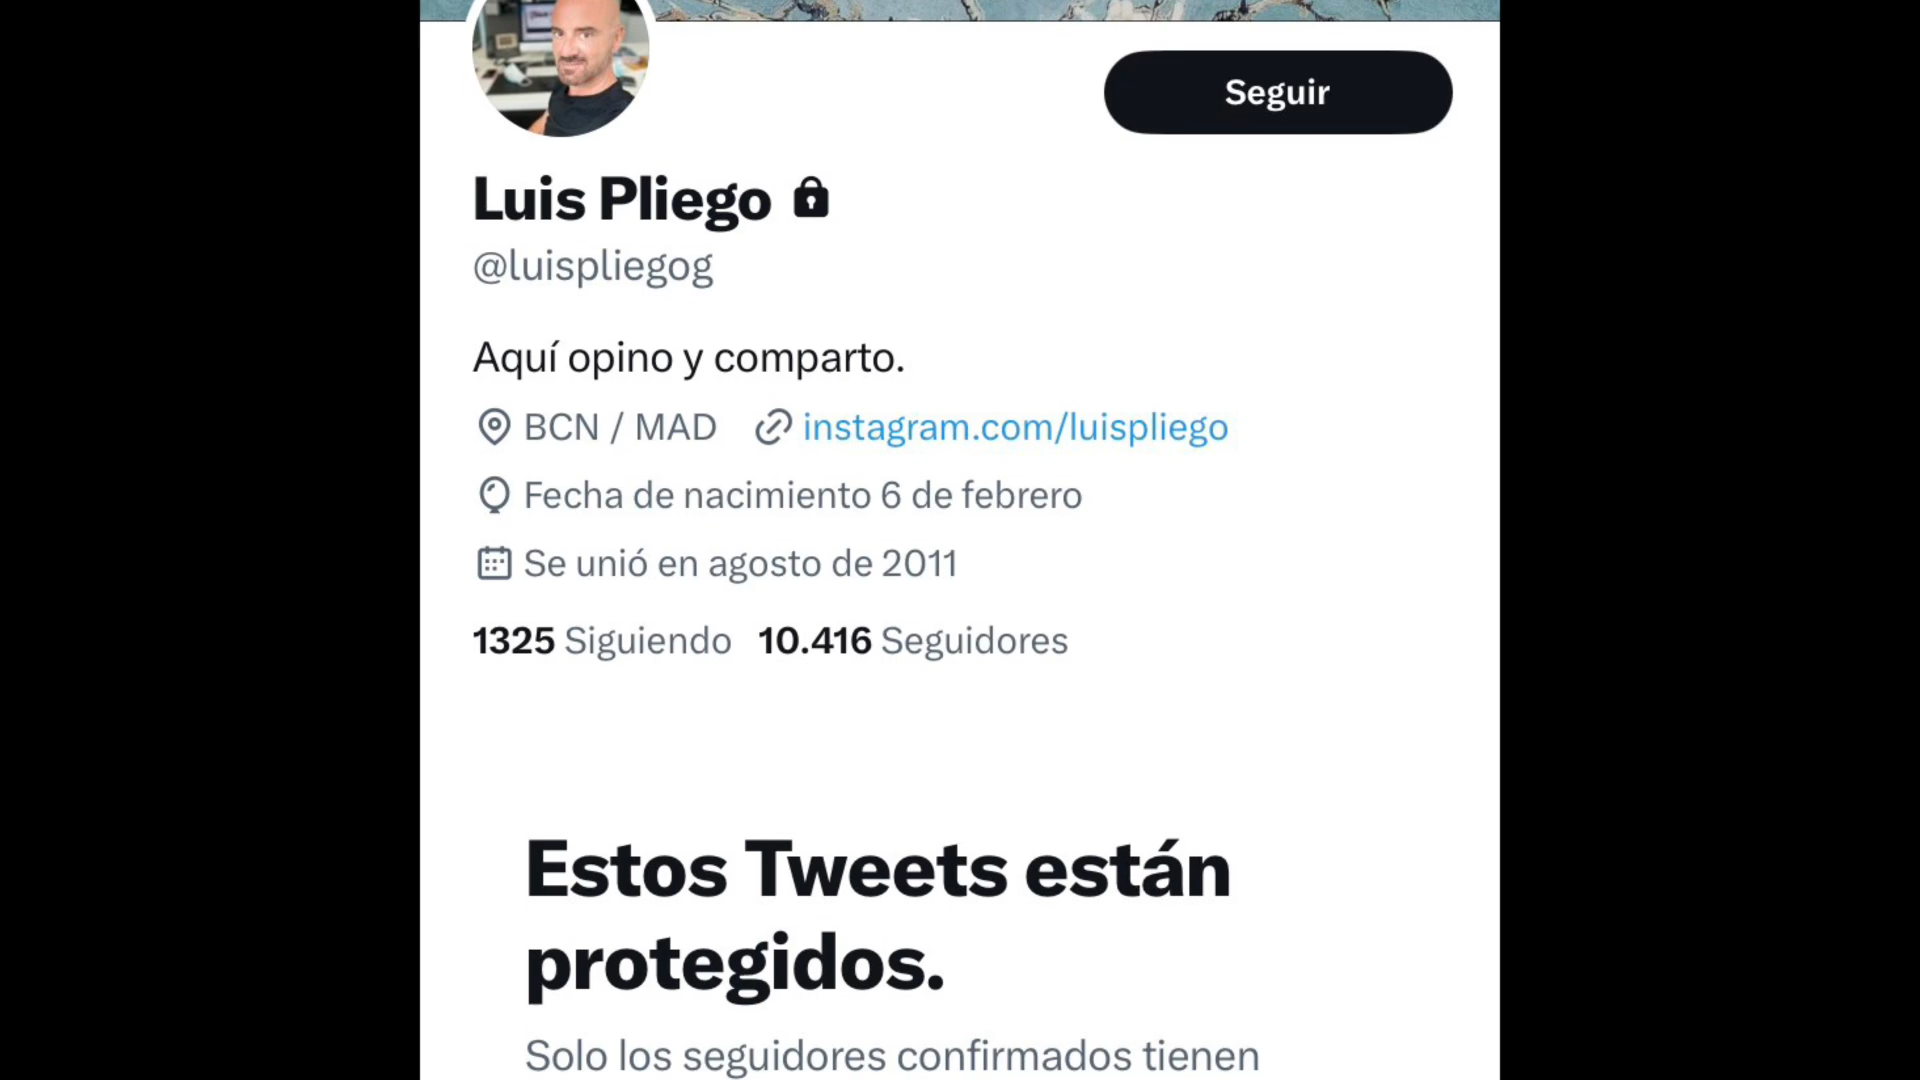 Seguir
Luis Pliego
@luispliegog
Aquí opino y comparto.
BCN / MAD instagram.com/luispliego
Fecha de nacimiento 6 de febrero
Se unió en agosto de 2011
1325 Siguiendo 10.416 Seguidores
Estos Tweets están
protegidos.
Solo los seguidores confirmados tienen